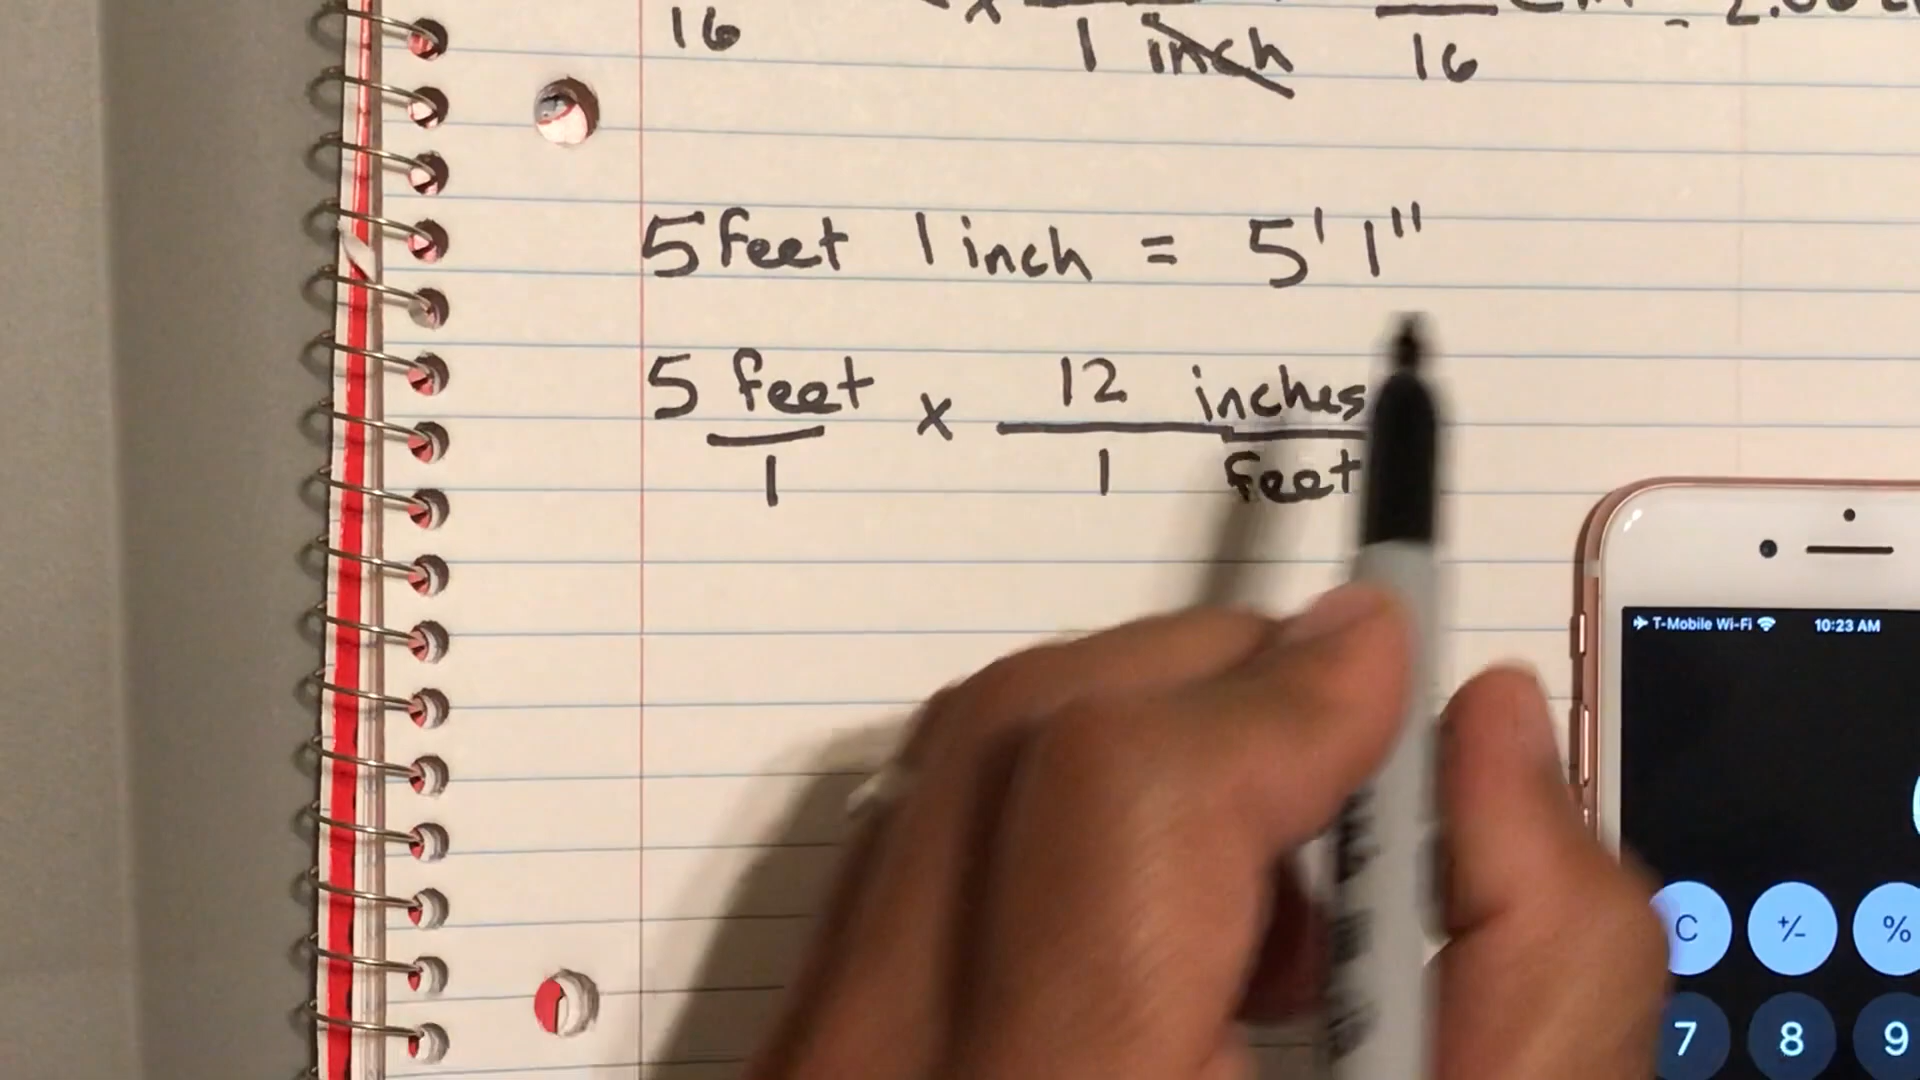 16 × 1 inch 16 =
5 feet 1 inch = 5' 1"
5 feet × 12 inches
1 1 feet
T-Mobile Wi-Fi 10:23 AM
C +/- %
7 8 9